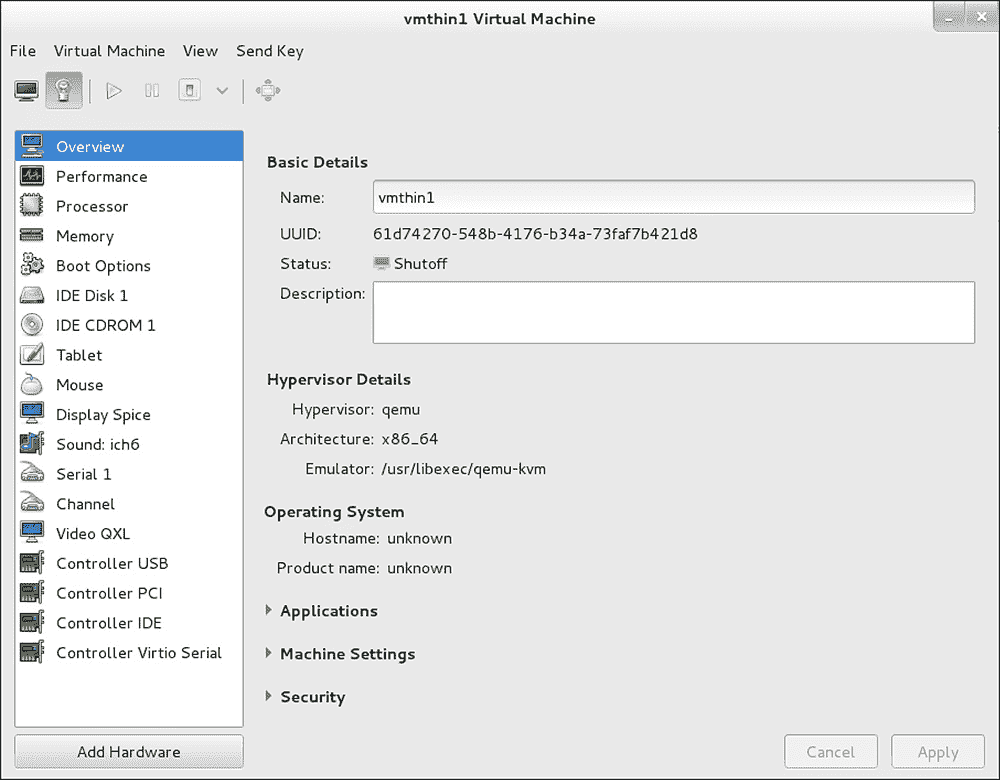 vmthin1 Virtual Machine
File Virtual Machine View Send Key
Overview
Performance
Processor
Memory
Boot Options
IDE Disk 1
IDE CDROM 1
Tablet
Mouse
Display Spice
Sound: ich6
Serial 1
Channel
Video QXL
Controller USB
Controller PCI
Controller IDE
Controller Virtio Serial
Add Hardware
Basic Details
Name: vmthin1
UUID: 61d74270-548b-4176-b34a-73faf7b421d8
Status: Shutoff
Description:
Hypervisor Details
Hypervisor: qemu
Architecture: x86_64
Emulator: /usr/libexec/qemu-kvm
Operating System
Hostname: unknown
Product name: unknown
Applications
Machine Settings
Security
Cancel Apply